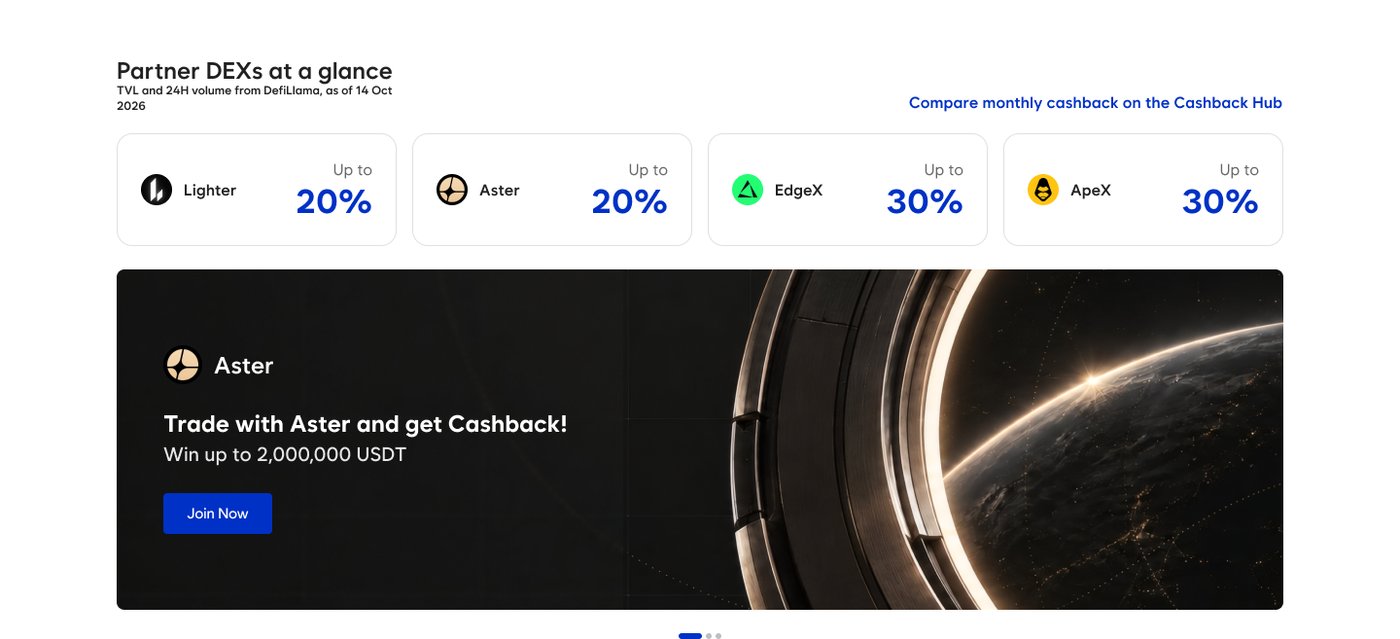 Partner DEXs at a glance
TVL and 24H volume from DefiLlama, as of 14 Oct
2026
Compare monthly cashback on the Cashback Hub
Lighter
Up to
20%
Aster
Up to
20%
EdgeX
Up to
30%
ApeX
Up to
30%
Aster
Trade with Aster and get Cashback!
Win up to 2,000,000 USDT
Join Now